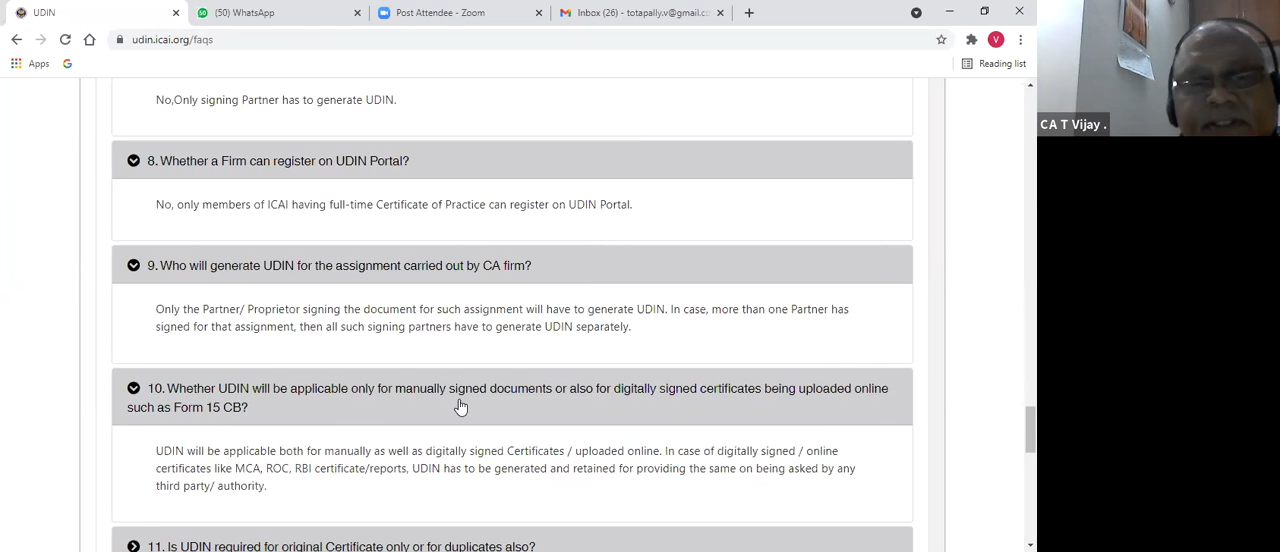 UDIN
(50) WhatsApp
Post Attendee - Zoom
Inbox (26) - totapally.v@gmail.cc
udin.icai.org/faqs
V
Apps
Reading list
No,Only signing Partner has to generate UDIN.
8. Whether a Firm can register on UDIN Portal?
No, only members of ICAI having full-time Certificate of Practice can register on UDIN Portal.
9. Who will generate UDIN for the assignment carried out by CA firm?
Only the Partner/ Proprietor signing the document for such assignment will have to generate UDIN. In case, more than one Partner has
signed for that assignment, then all such signing partners have to generate UDIN separately.
10. Whether UDIN will be applicable only for manually signed documents or also for digitally signed certificates being uploaded online
such as Form 15 CB?
UDIN will be applicable both for manually as well as digitally signed Certificates / uploaded online. In case of digitally signed / online
certificates like MCA, ROC, RBI certificate/reports, UDIN has to be generated and retained for providing the same on being asked by any
third party/ authority.
11. Is UDIN required for original Certificate only or for duplicates also?
CA T Vijay .